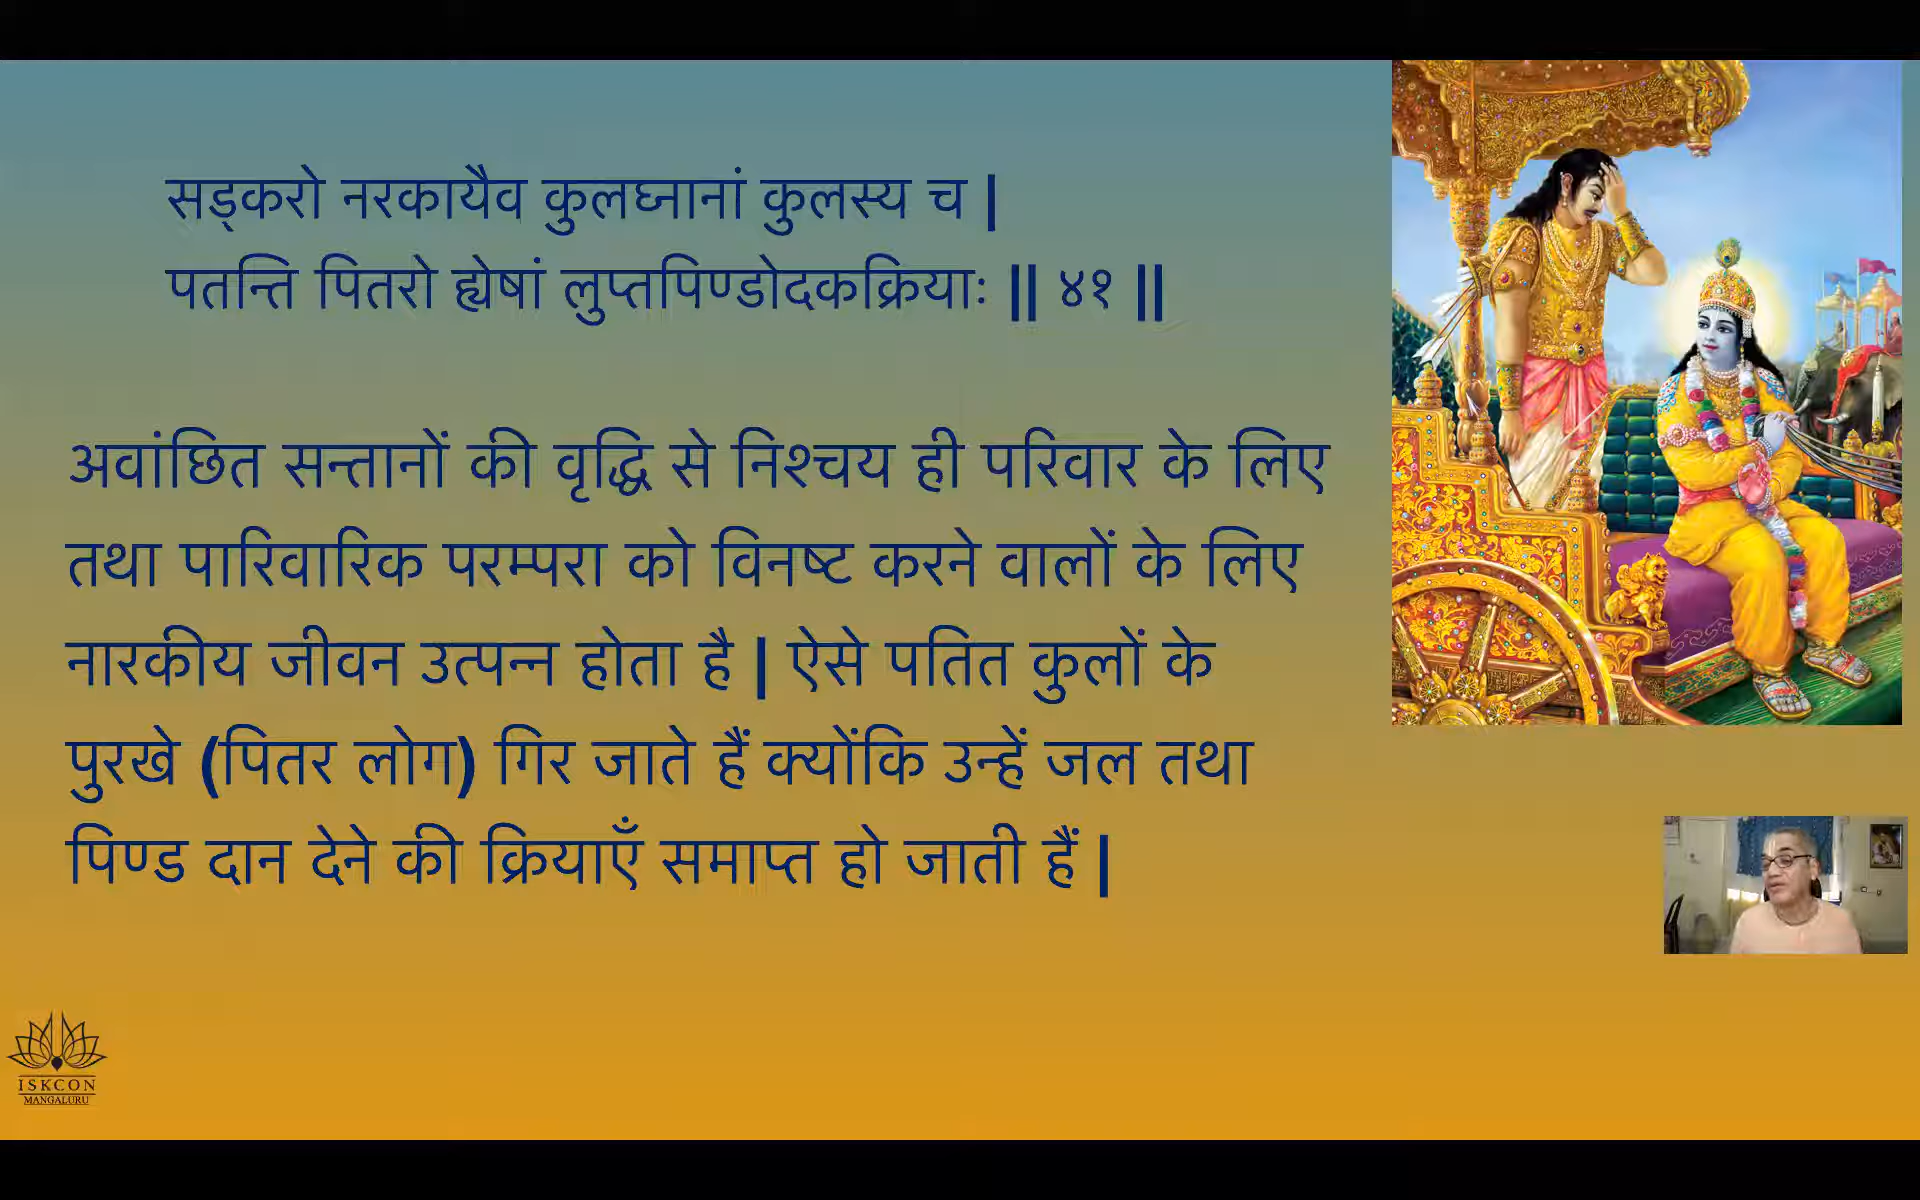 सड्करो नरकायैव कुलघ्नानां कुलस्य च |
पतन्ति पितरो ह्येषां लुप्तपिण्डोदकक्रियाः || ४१ ||
अवांछित सन्तानों की वृद्धि से निश्चय ही परिवार के लिए
तथा पारिवारिक परम्परा को विनष्ट करने वालों के लिए
नारकीय जीवन उत्पन्न होता है | ऐसे पतित कुलों के
पुरखे (पितर लोग) गिर जाते हैं क्योंकि उन्हें जल तथा
पिण्ड दान देने की क्रियाएँ समाप्त हो जाती हैं |
ISKCON
MANGALURU